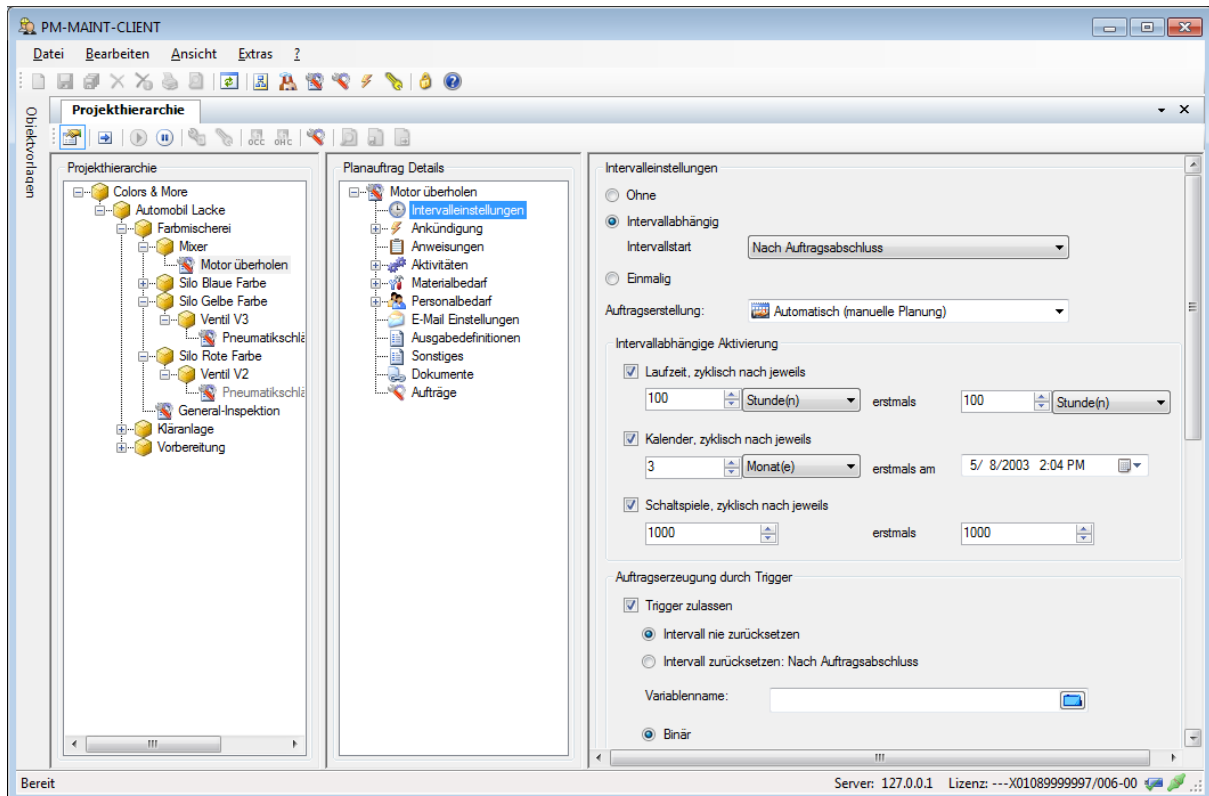 PM-MAINT-CLIENT
Datei Bearbeiten Ansicht Extras ?
Objektvorlagen
Projekthierarchie
OCC OHC
Projekthierarchie
Colors & More
Automobil Lacke
Farbmischerei
Mixer
Motor überholen
Silo Blaue Farbe
Silo Gelbe Farbe
Ventil V3
Pneumatikschlä
Silo Rote Farbe
Ventil V2
Pneumatikschlä
General-Inspektion
Kläranlage
Vorbereitung
Planauftrag Details
Motor überholen
Intervalleinstellungen
Ankündigung
Anweisungen
Aktivitäten
Materialbedarf
Personalbedarf
E-Mail Einstellungen
Ausgabedefinitionen
Sonstiges
Dokumente
Aufträge
Intervalleinstellungen
Ohne
Intervallabhängig
Intervallstart Nach Auftragsabschluss
Einmalig
Auftragserstellung: Automatisch (manuelle Planung)
Intervallabhängige Aktivierung
Laufzeit, zyklisch nach jeweils
100 Stunde(n) erstmals 100 Stunde(n)
Kalender, zyklisch nach jeweils
3 Monat(e) erstmals am 5/ 8/2003 2:04 PM
Schaltspiele, zyklisch nach jeweils
1000 erstmals 1000
Auftragserzeugung durch Trigger
Trigger zulassen
Intervall nie zurücksetzen
Intervall zurücksetzen: Nach Auftragsabschluss
Variablenname:
Binär
Bereit Server: 127.0.0.1 Lizenz: ---X01089999997/006-00